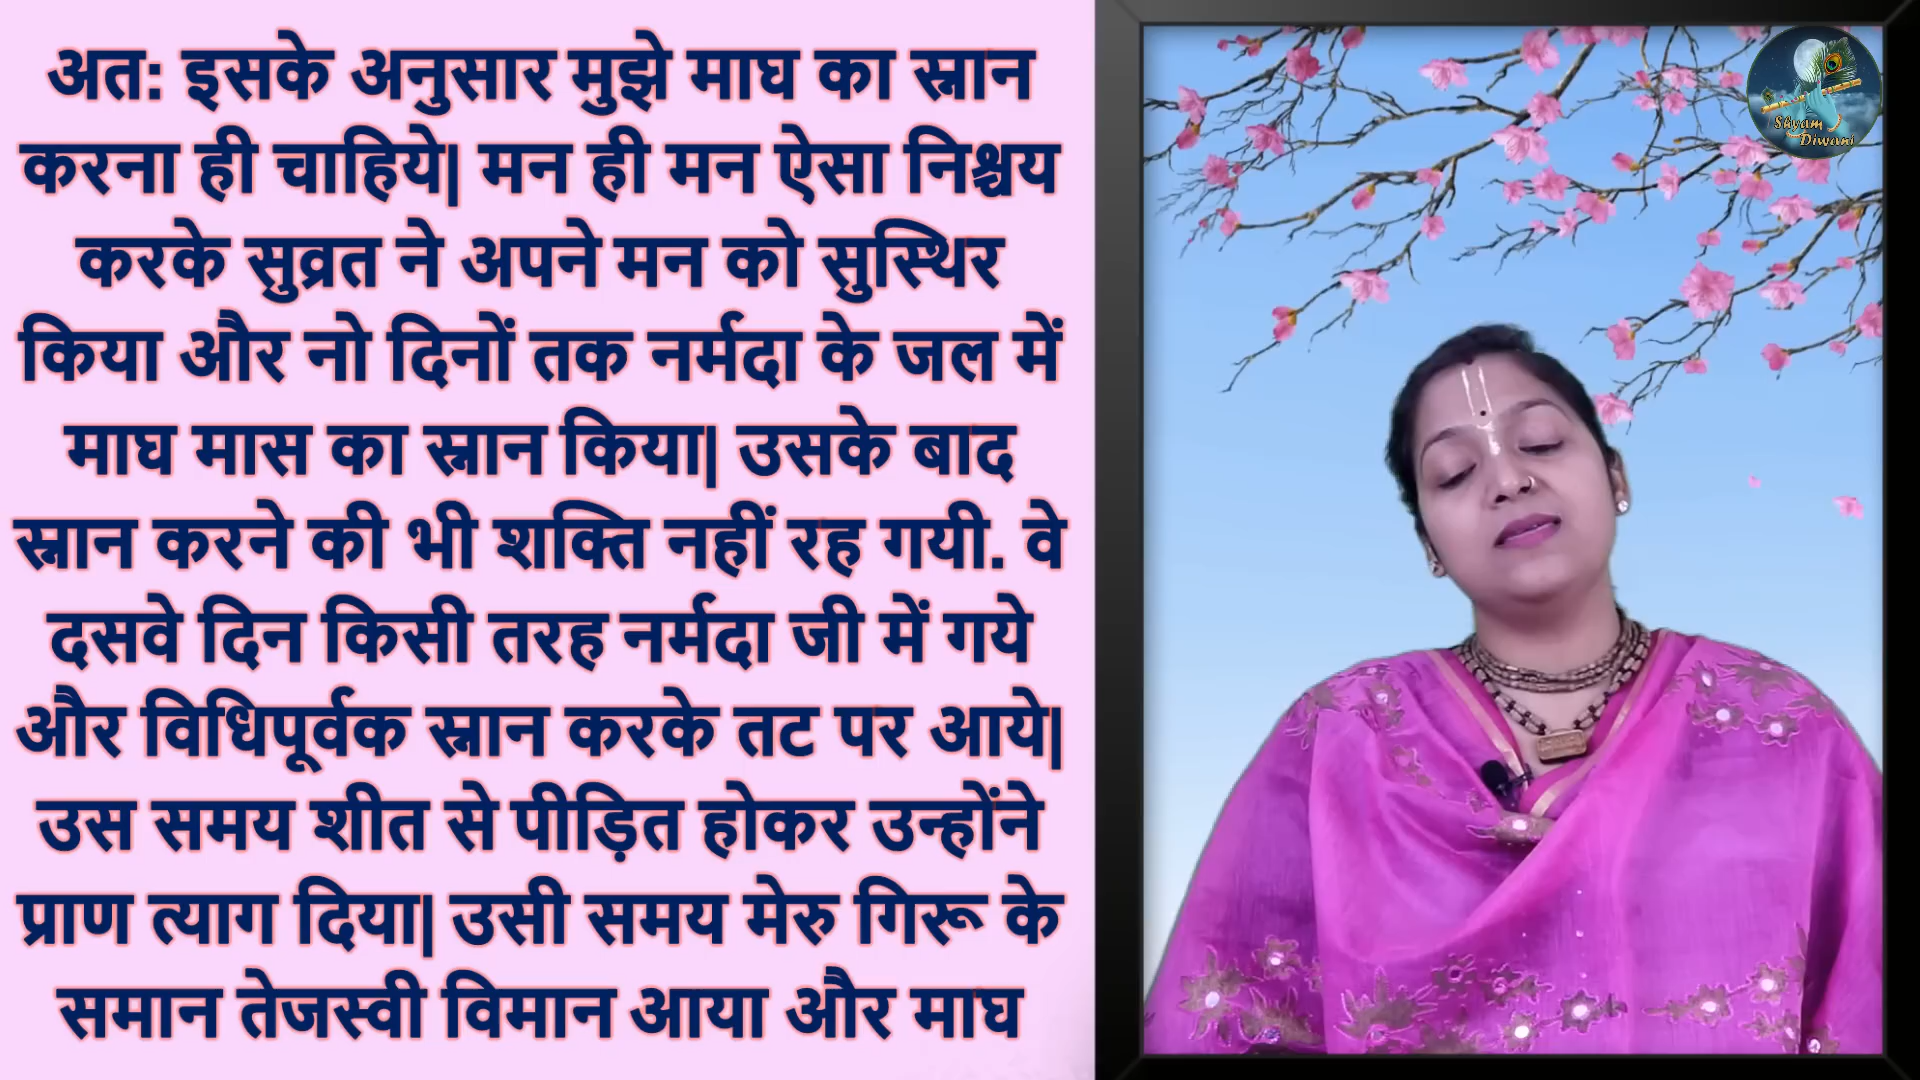 अत: इसके अनुसार मुझे माघ का स्नान
करना ही चाहिये| मन ही मन ऐसा निश्चय
करके सुव्रत ने अपने मन को सुस्थिर
किया और नो दिनों तक नर्मदा के जल में
माघ मास का स्नान किया| उसके बाद
स्नान करने की भी शक्ति नहीं रह गयी. वे
दसवे दिन किसी तरह नर्मदा जी में गये
और विधिपूर्वक स्नान करके तट पर आये|
उस समय शीत से पीड़ित होकर उन्होंने
प्राण त्याग दिया| उसी समय मेरु गिरू के
समान तेजस्वी विमान आया और माघ
Shyam
Diwani